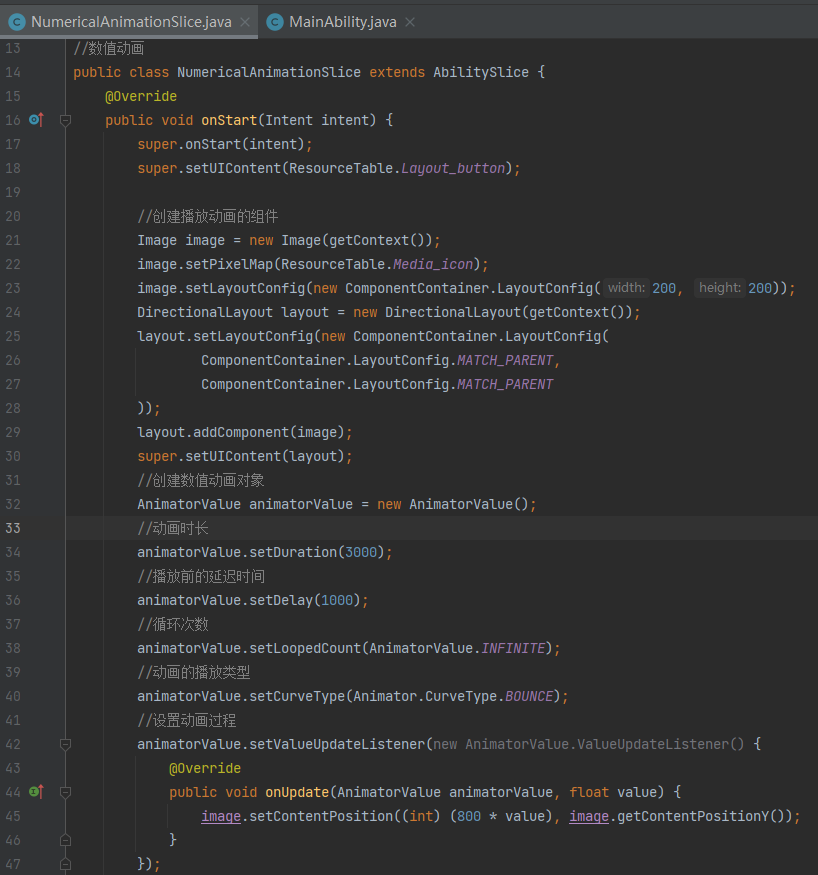 NumericalAnimationSlice.java MainAbility.java
13 //数值动画
14 public class NumericalAnimationSlice extends AbilitySlice {
15 @Override
16 public void onStart(Intent intent) {
17 super.onStart(intent);
18 super.setUIContent(ResourceTable.Layout_button);
19
20 //创建播放动画的组件
21 Image image = new Image(getContext());
22 image.setPixelMap(ResourceTable.Media_icon);
23 image.setLayoutConfig(new ComponentContainer.LayoutConfig( width: 200, height: 200));
24 DirectionalLayout layout = new DirectionalLayout(getContext());
25 layout.setLayoutConfig(new ComponentContainer.LayoutConfig(
26 ComponentContainer.LayoutConfig.MATCH_PARENT,
27 ComponentContainer.LayoutConfig.MATCH_PARENT
28 ));
29 layout.addComponent(image);
30 super.setUIContent(layout);
31 //创建数值动画对象
32 AnimatorValue animatorValue = new AnimatorValue();
33 //动画时长
34 animatorValue.setDuration(3000);
35 //播放前的延迟时间
36 animatorValue.setDelay(1000);
37 //循环次数
38 animatorValue.setLoopedCount(AnimatorValue.INFINITE);
39 //动画的播放类型
40 animatorValue.setCurveType(Animator.CurveType.BOUNCE);
41 //设置动画过程
42 animatorValue.setValueUpdateListener(new AnimatorValue.ValueUpdateListener() {
43 @Override
44 public void onUpdate(AnimatorValue animatorValue, float value) {
45 image.setContentPosition((int) (800 * value), image.getContentPositionY());
46 }
47 });